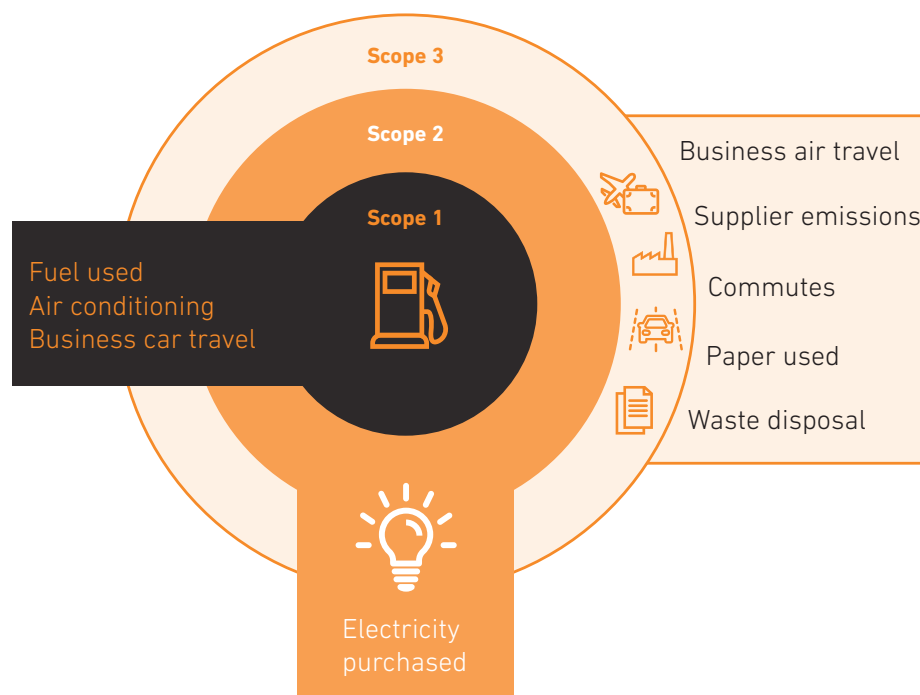 Scope 3
Scope 2
Scope 1
Fuel used
Air conditioning
Business car travel
Business air travel
Supplier emissions
Commutes
Paper used
Waste disposal
Electricity
purchased